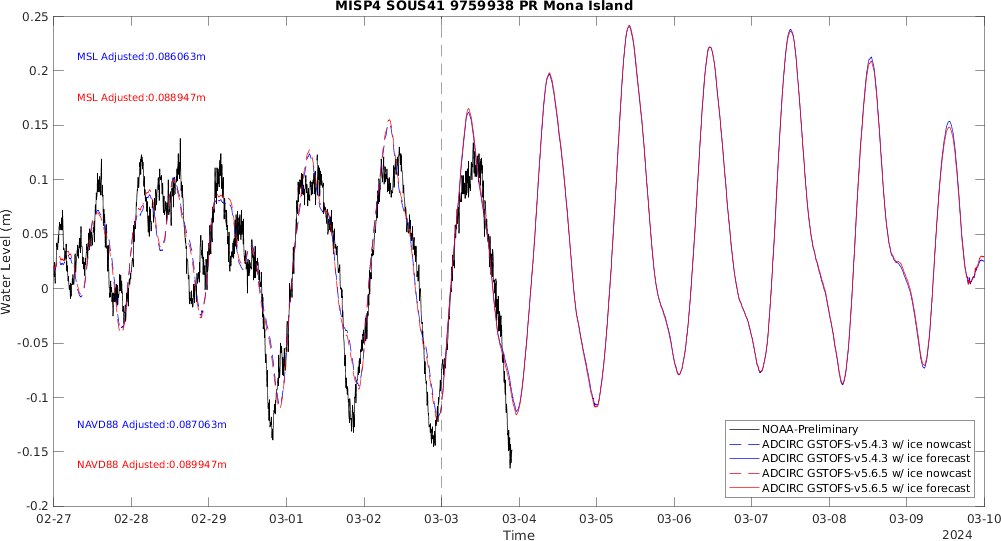 MISP4 SOUS41 9759938 PR Mona Island
0.25
0.2
0.15
0.1
0.05
0
-0.05
-0.1
-0.15
-0.2
Water Level (m)
MSL Adjusted:0.086063m
MSL Adjusted:0.088947m
NAVD88 Adjusted:0.087063m
NAVD88 Adjusted:0.089947m
NOAA-Preliminary
ADCIRC GSTOFS-v5.4.3 w/ ice nowcast
ADCIRC GSTOFS-v5.4.3 w/ ice forecast
ADCIRC GSTOFS-v5.6.5 w/ ice nowcast
ADCIRC GSTOFS-v5.6.5 w/ ice forecast
02-27 02-28 02-29 03-01 03-02 03-03 03-04 03-05 03-06 03-07 03-08 03-09 03-10
Time
2024